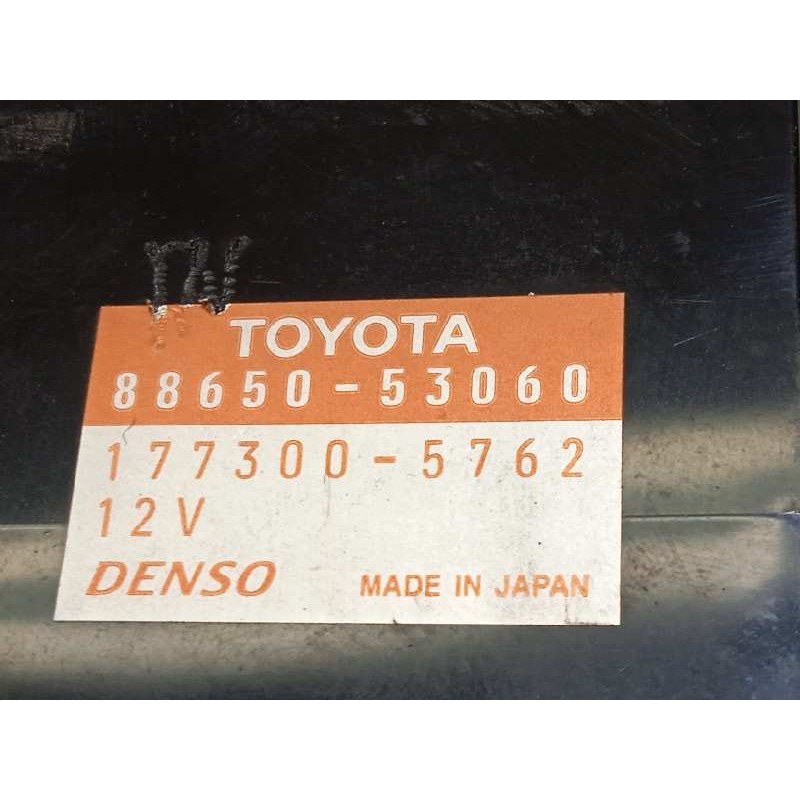 TOYOTA
88650-53060
177300-5762
12V
DENSO MADE IN JAPAN